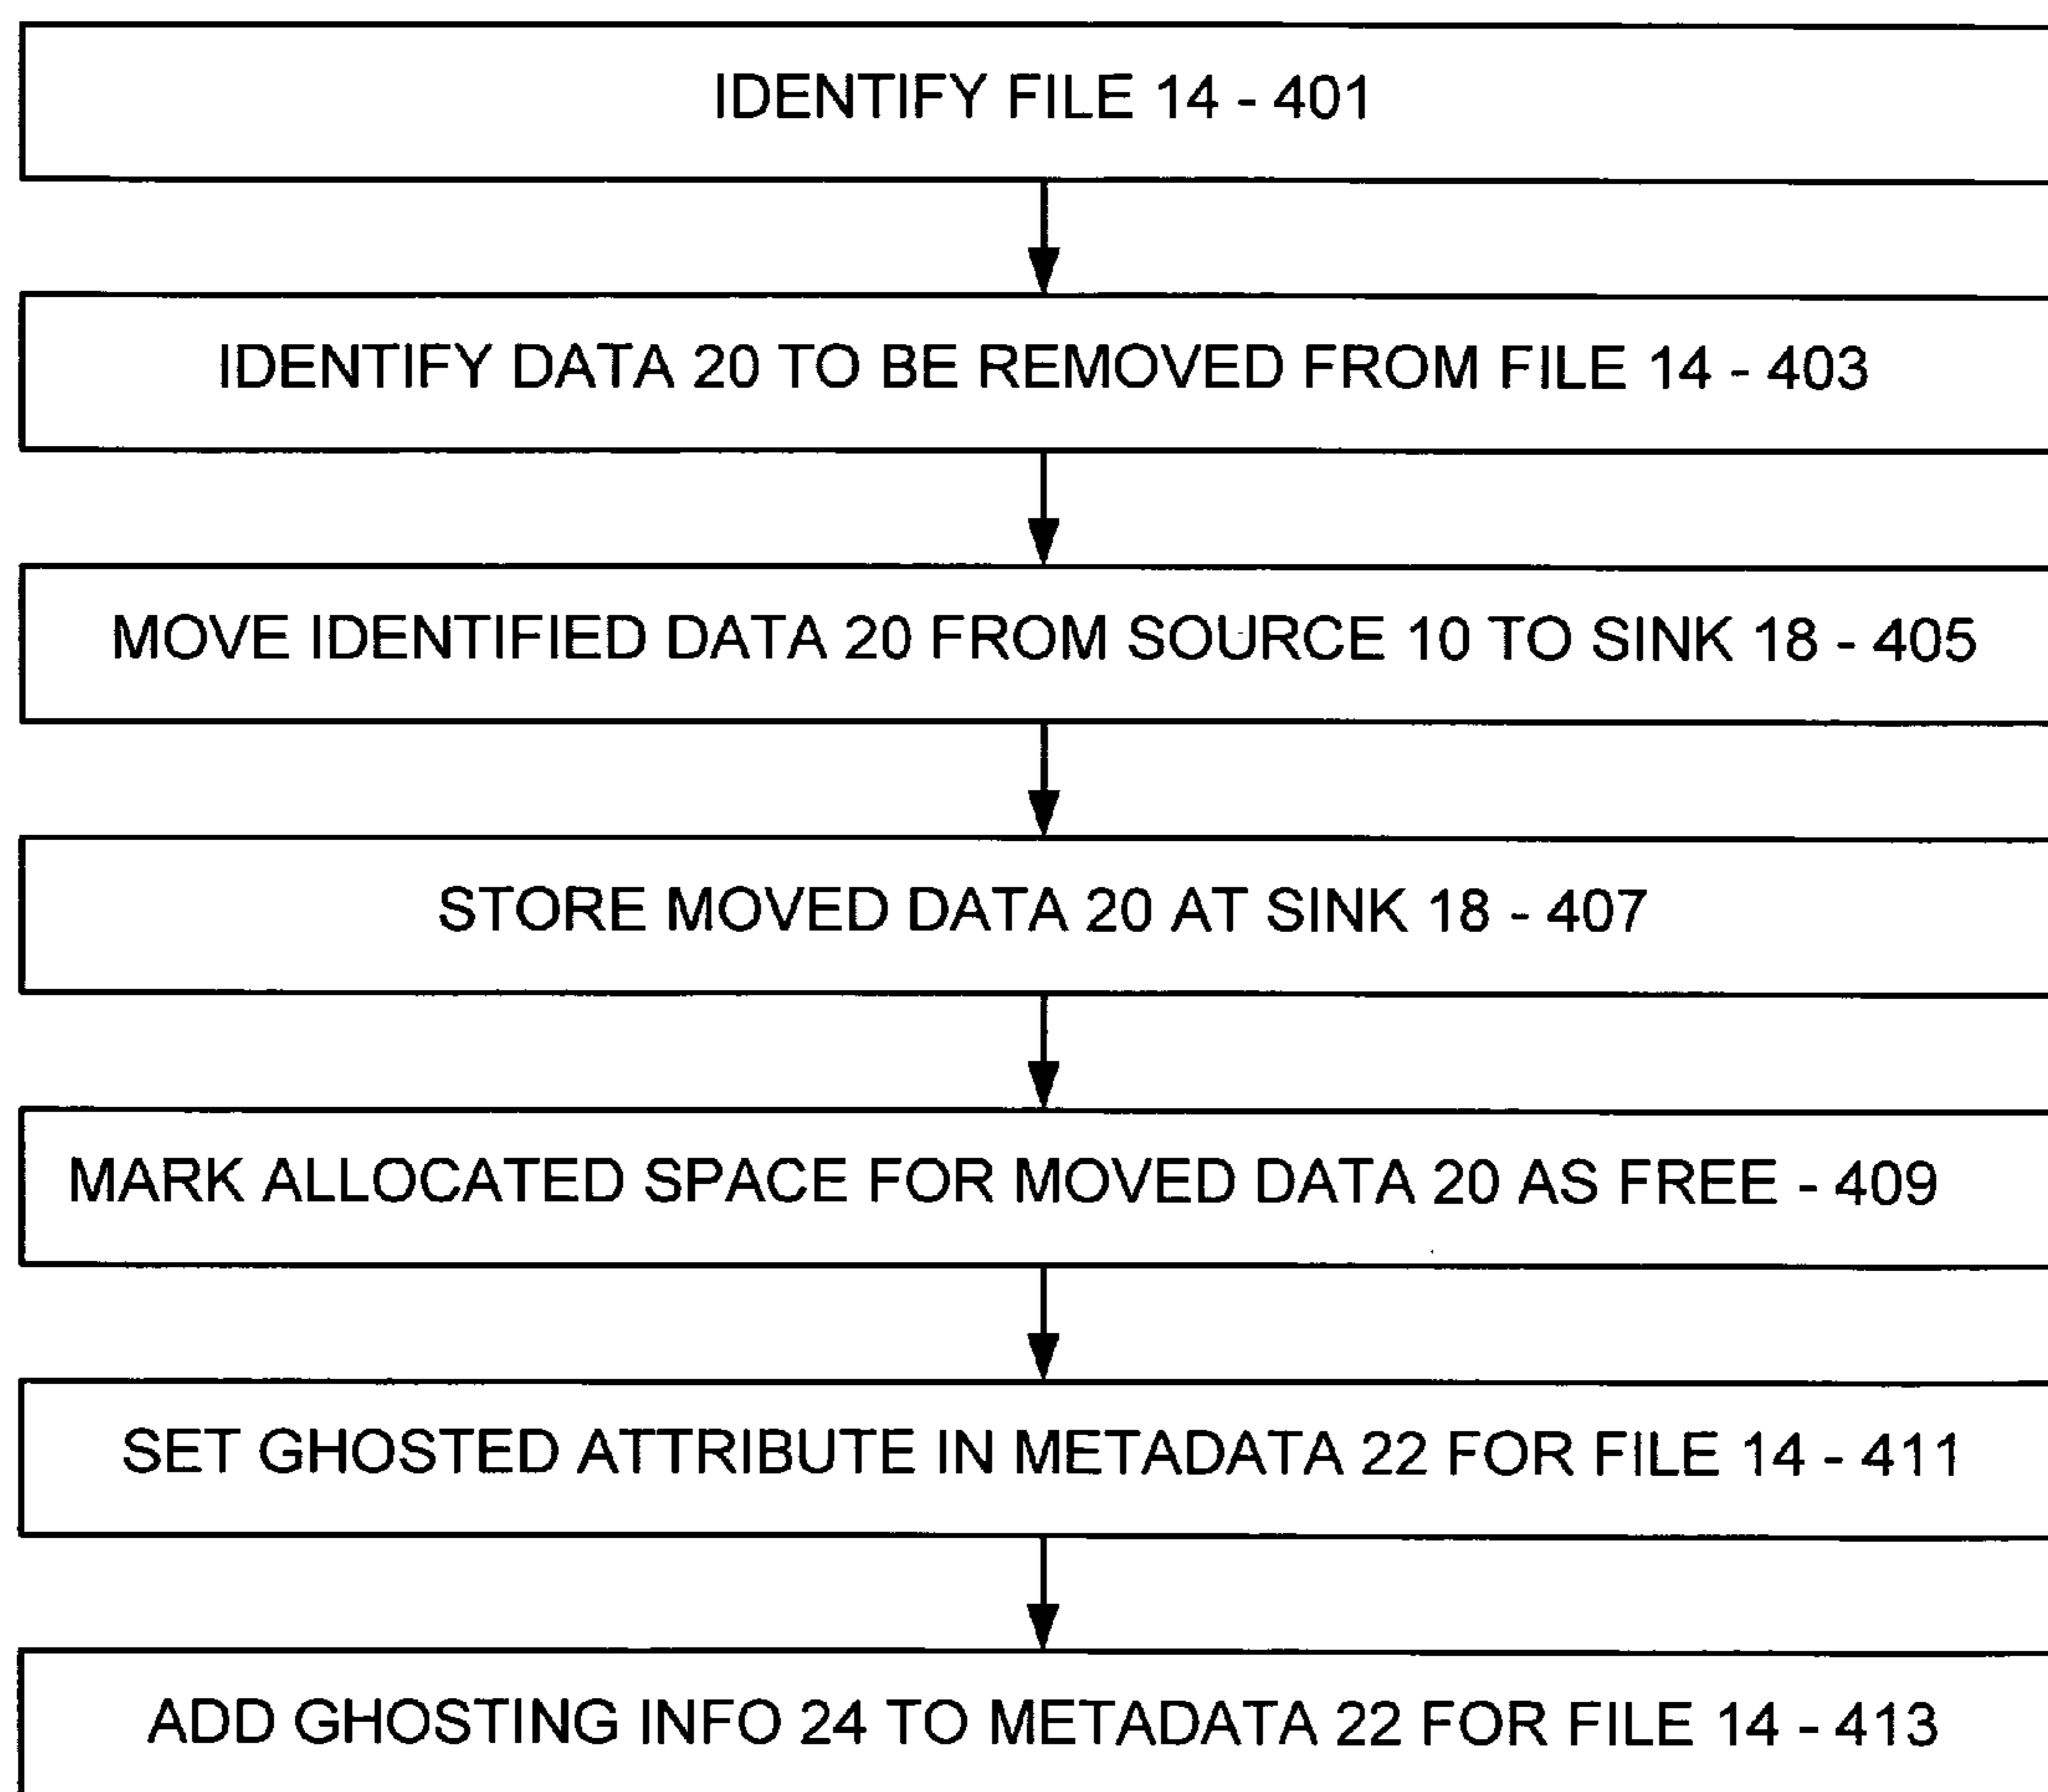 IDENTIFY FILE 14 - 401
IDENTIFY DATA 20 TO BE REMOVED FROM FILE 14 - 403
MOVE IDENTIFIED DATA 20 FROM SOURCE 10 TO SINK 18 - 405
STORE MOVED DATA 20 AT SINK 18 - 407
MARK ALLOCATED SPACE FOR MOVED DATA 20 AS FREE - 409
SET GHOSTED ATTRIBUTE IN METADATA 22 FOR FILE 14 - 411
ADD GHOSTING INFO 24 TO METADATA 22 FOR FILE 14 - 413